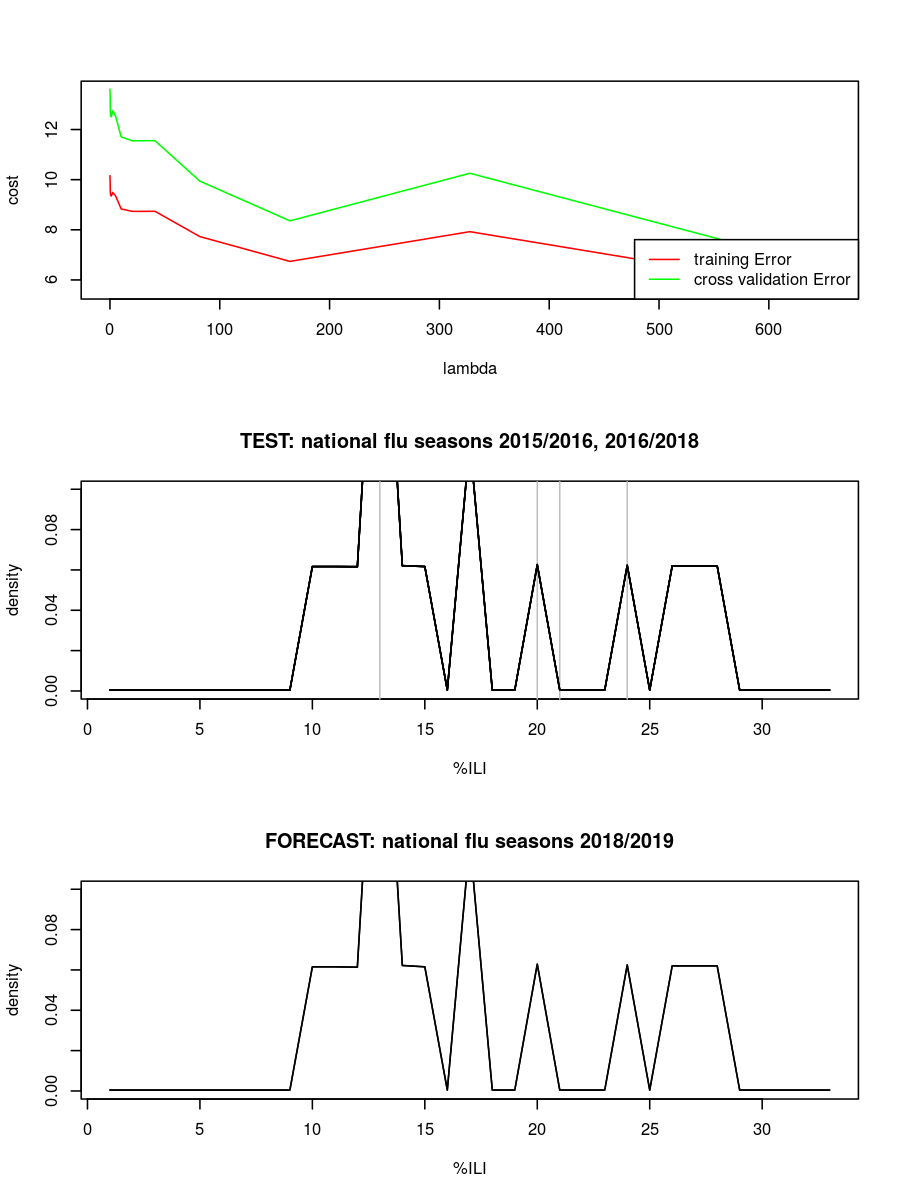 12
10
8
6
cost
training Error
cross validation Error
0 100 200 300 400 500 600
lambda
TEST: national flu seasons 2015/2016, 2016/2018
0.08
0.04
0.00
density
0 5 10 15 20 25 30
%ILI
FORECAST: national flu seasons 2018/2019
0.08
0.04
0.00
density
0 5 10 15 20 25 30
%ILI